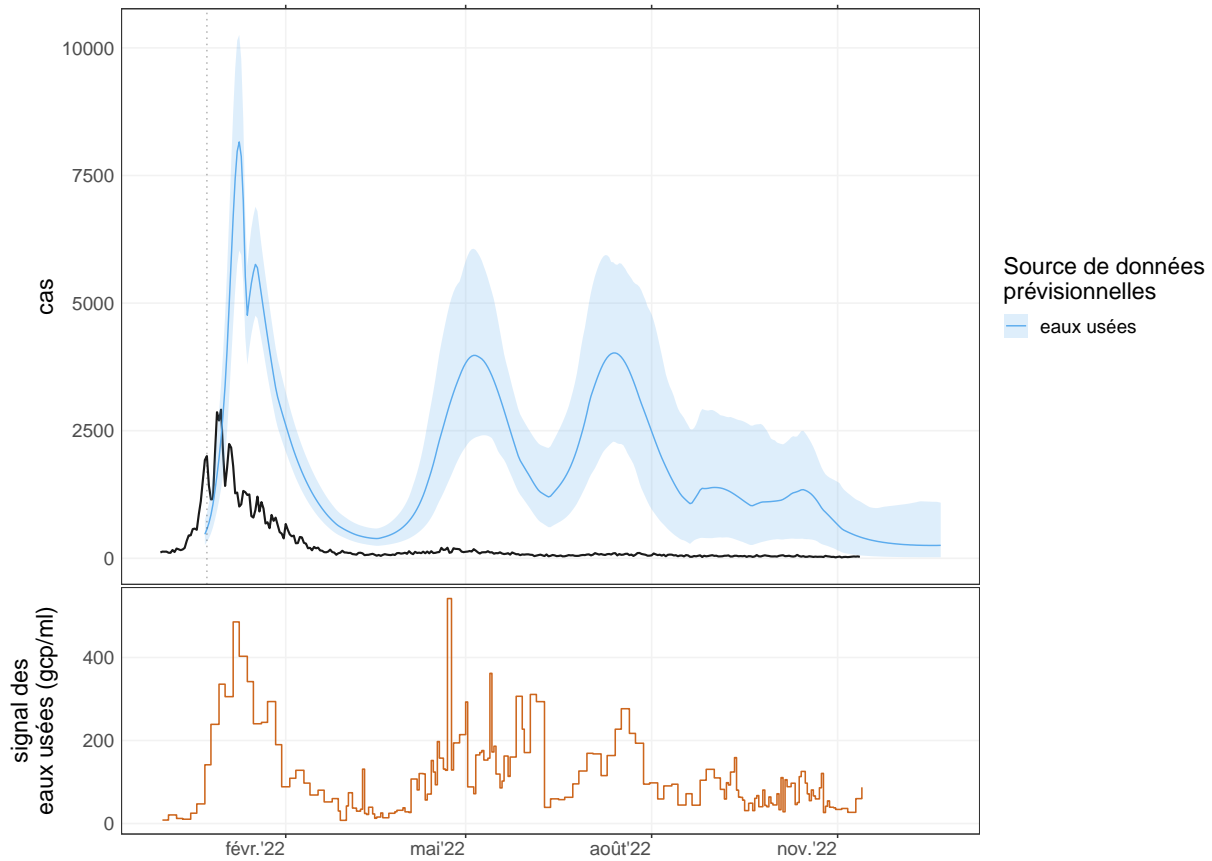 10000
7500
5000
2500
0
cas
Source de données
prévisionnelles
eaux usées
400
200
0
signal des
eaux usées (gcp/ml)
févr.'22
mai'22
août'22
nov.'22